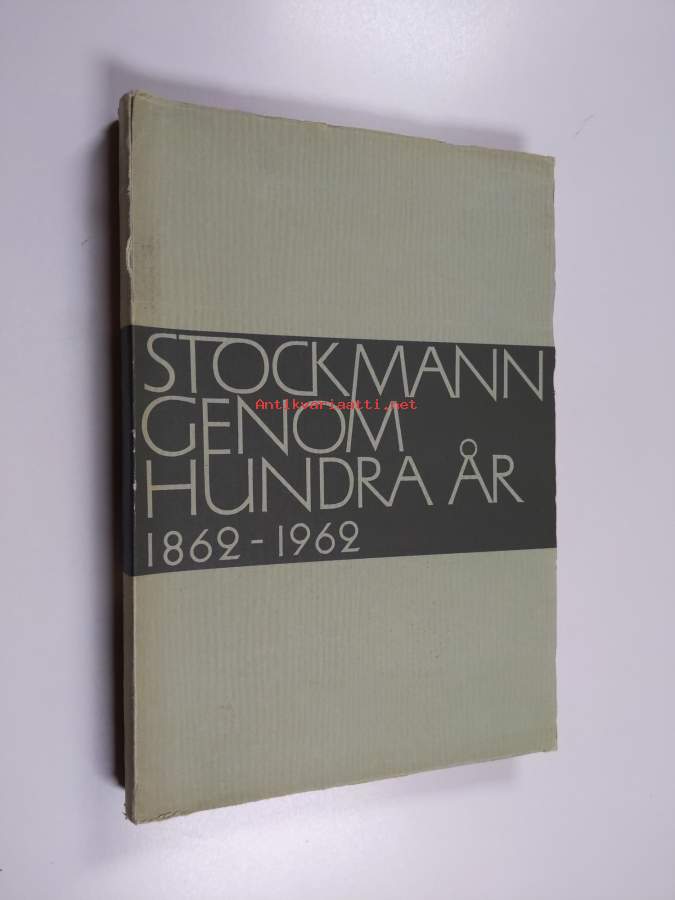 STOCKMANN
Antikvariaatti.net
GENOM
HUNDRA ÅR
1862-1962